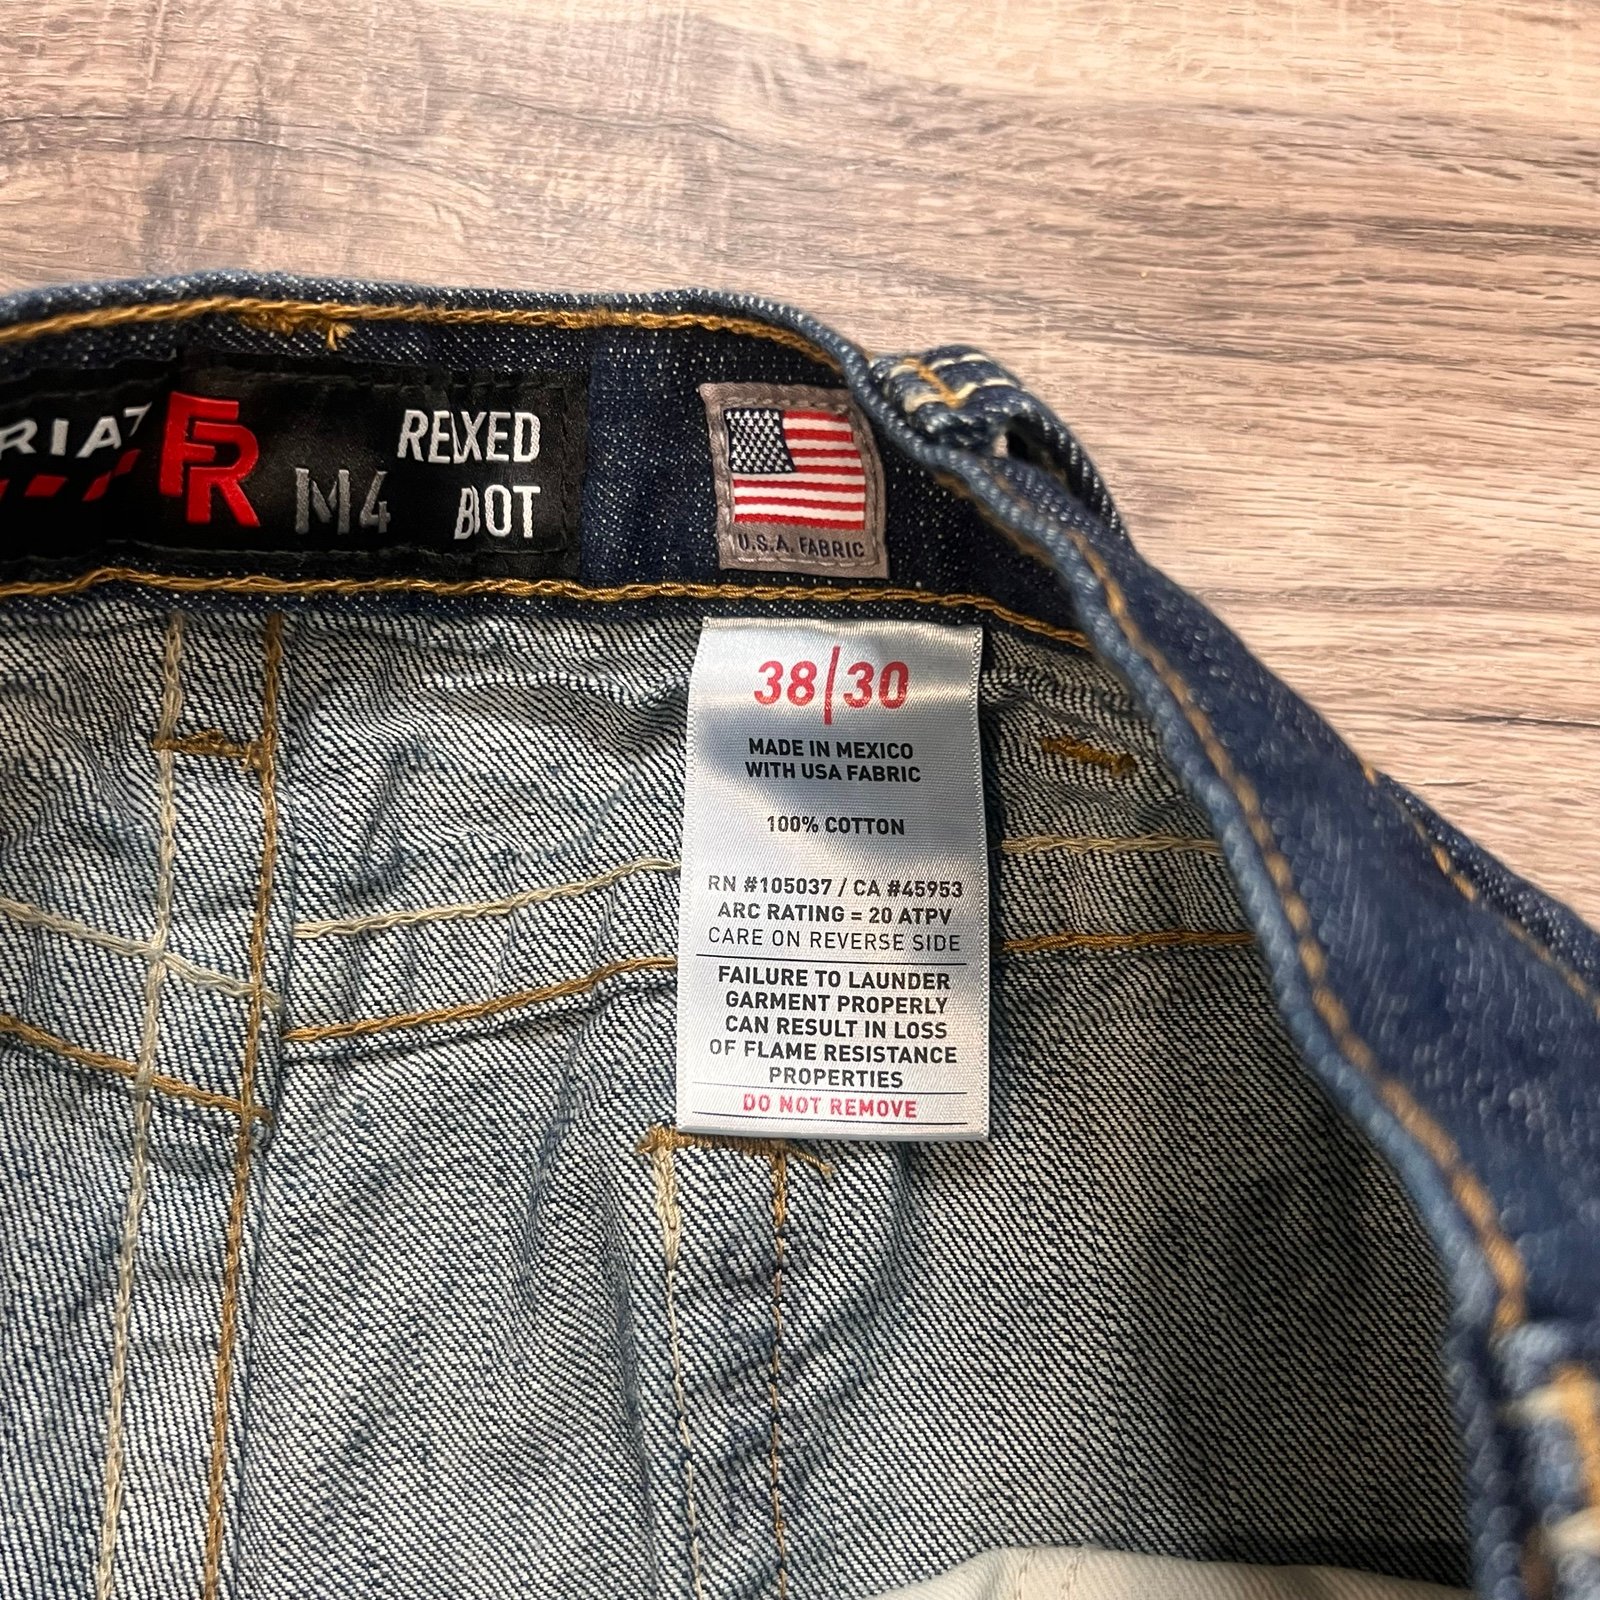 RIAT FR M4 RELAXED
BOOT
U.S.A. FABRIC
38|30
MADE IN MEXICO
WITH USA FABRIC
100% COTTON
RN #105037 / CA #45953
ARC RATING = 20 ATPV
CARE ON REVERSE SIDE
FAILURE TO LAUNDER
GARMENT PROPERLY
CAN RESULT IN LOSS
OF FLAME RESISTANCE
PROPERTIES
DO NOT REMOVE